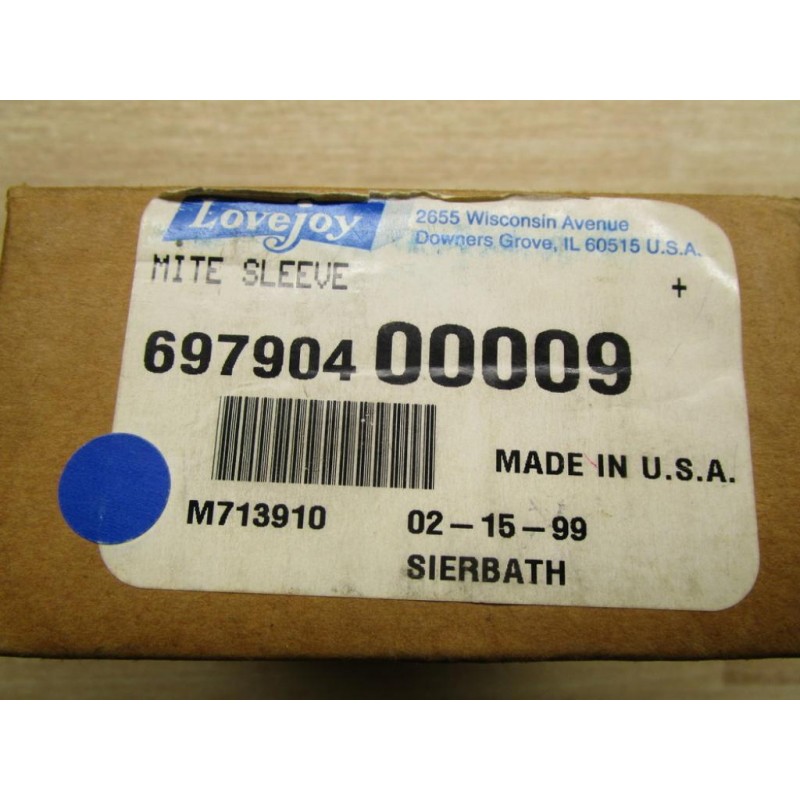 Lovejoy
2655 Wisconsin Avenue
Downers Grove, IL 60515 U.S.A.
MITE SLEEVE
+
697904 00009
MADE IN U.S.A.
M713910
02-15-99
SIERBATH